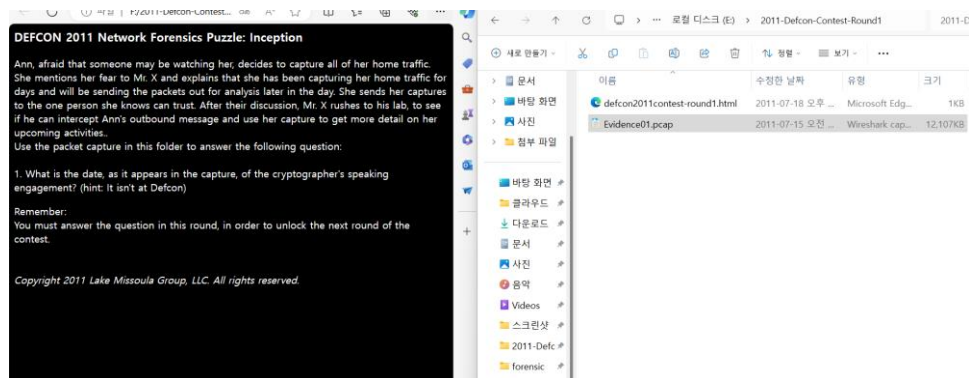 파일 | F:/2011-Defcon-Contest...
DEFCON 2011 Network Forensics Puzzle: Inception
Ann, afraid that someone may be watching her, decides to capture all of her home traffic.
She mentions her fear to Mr. X and explains that she has been capturing her home traffic for
days and will be sending the packets out for analysis later in the day. She sends her captures
to the one person she knows can trust. After their discussion, Mr. X rushes to his lab, to see
if he can intercept Ann's outbound message and use her capture to get more detail on her
upcoming activities..
Use the packet capture in this folder to answer the following question:
1. What is the date, as it appears in the capture, of the cryptographer's speaking
engagement? (hint: It isn't at Defcon)
Remember:
You must answer the question in this round, in order to unlock the next round of the
contest.
Copyright 2011 Lake Missoula Group, LLC. All rights reserved.
로컬 디스크 (E:) > 2011-Defcon-Contest-Round1
새로 만들기
정렬
보기
문서
바탕 화면
사진
첨부 파일
바탕 화면
클라우드
다운로드
문서
사진
음악
Videos
스크린샷
2011-Defc
forensic
이름 수정한 날짜 유형 크기
defcon2011contest-round1.html 2011-07-18 오후 ... Microsoft Edg... 1KB
Evidence01.pcap 2011-07-15 오전 ... Wireshark cap... 12,107KB